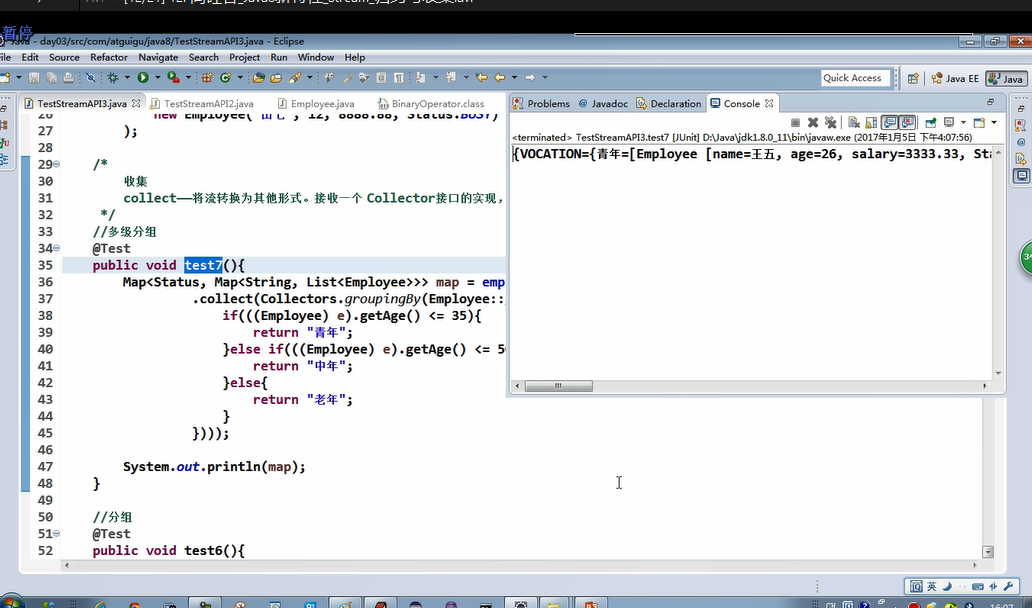 暂停
Java - day03/src/com/atguigu/java8/TestStreamAPI3.java - Eclipse
File Edit Source Refactor Navigate Search Project Run Window Help
Quick Access
Java EE
Java
TestStreamAPI3.java
TestStreamAPI2.java
Employee.java
BinaryOperator.class
Problems
Javadoc
Declaration
Console
<terminated> TestStreamAPI3.test7 [JUnit] D:\Java\jdk1.8.0_11\bin\javaw.exe (2017年1月5日 下午4:07:56)
{VOCATION={青年=[Employee [name=王五, age=26, salary=3333.33, Sta
26 new Employee("田七", 12, 8888.88, Status.BUSY)
27 );
28
29 /*
30 收集
31 collect——将流转换为其他形式。接收一个 Collector接口的实现，
32 */
33 //多级分组
34 @Test
35 public void test7(){
36 Map<Status, Map<String, List<Employee>>> map = emp
37 .collect(Collectors.groupingBy(Employee::
38 if(((Employee) e).getAge() <= 35){
39 return "青年";
40 }else if(((Employee) e).getAge() <= 50
41 return "中年";
42 }else{
43 return "老年";
44 }
45 })));
46
47 System.out.println(map);
48 }
49
50 //分组
51 @Test
52 public void test6(){
英
16:07